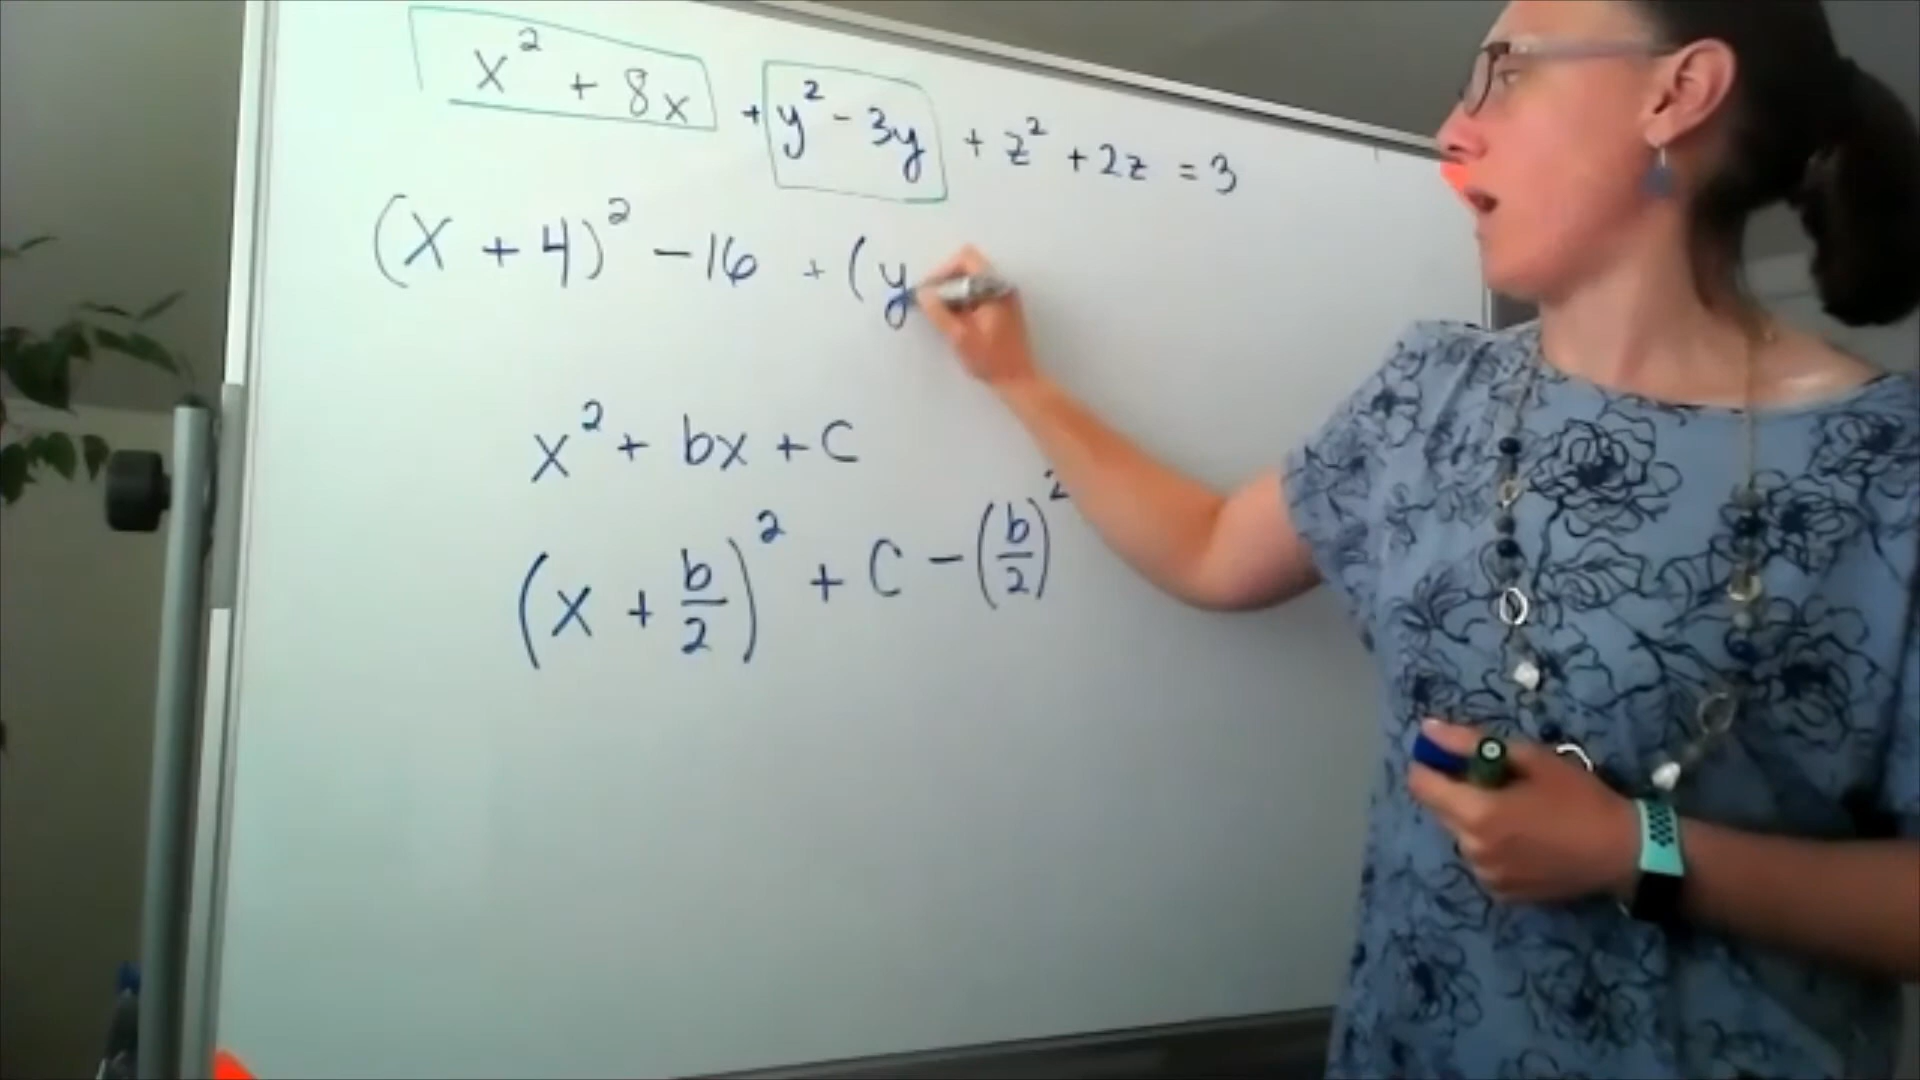 x² + 8x + y² - 3y + z² + 2z = 3
(x + 4)² - 16 + (y
x² + bx + c
(x + b/2)² + c - (b/2)²